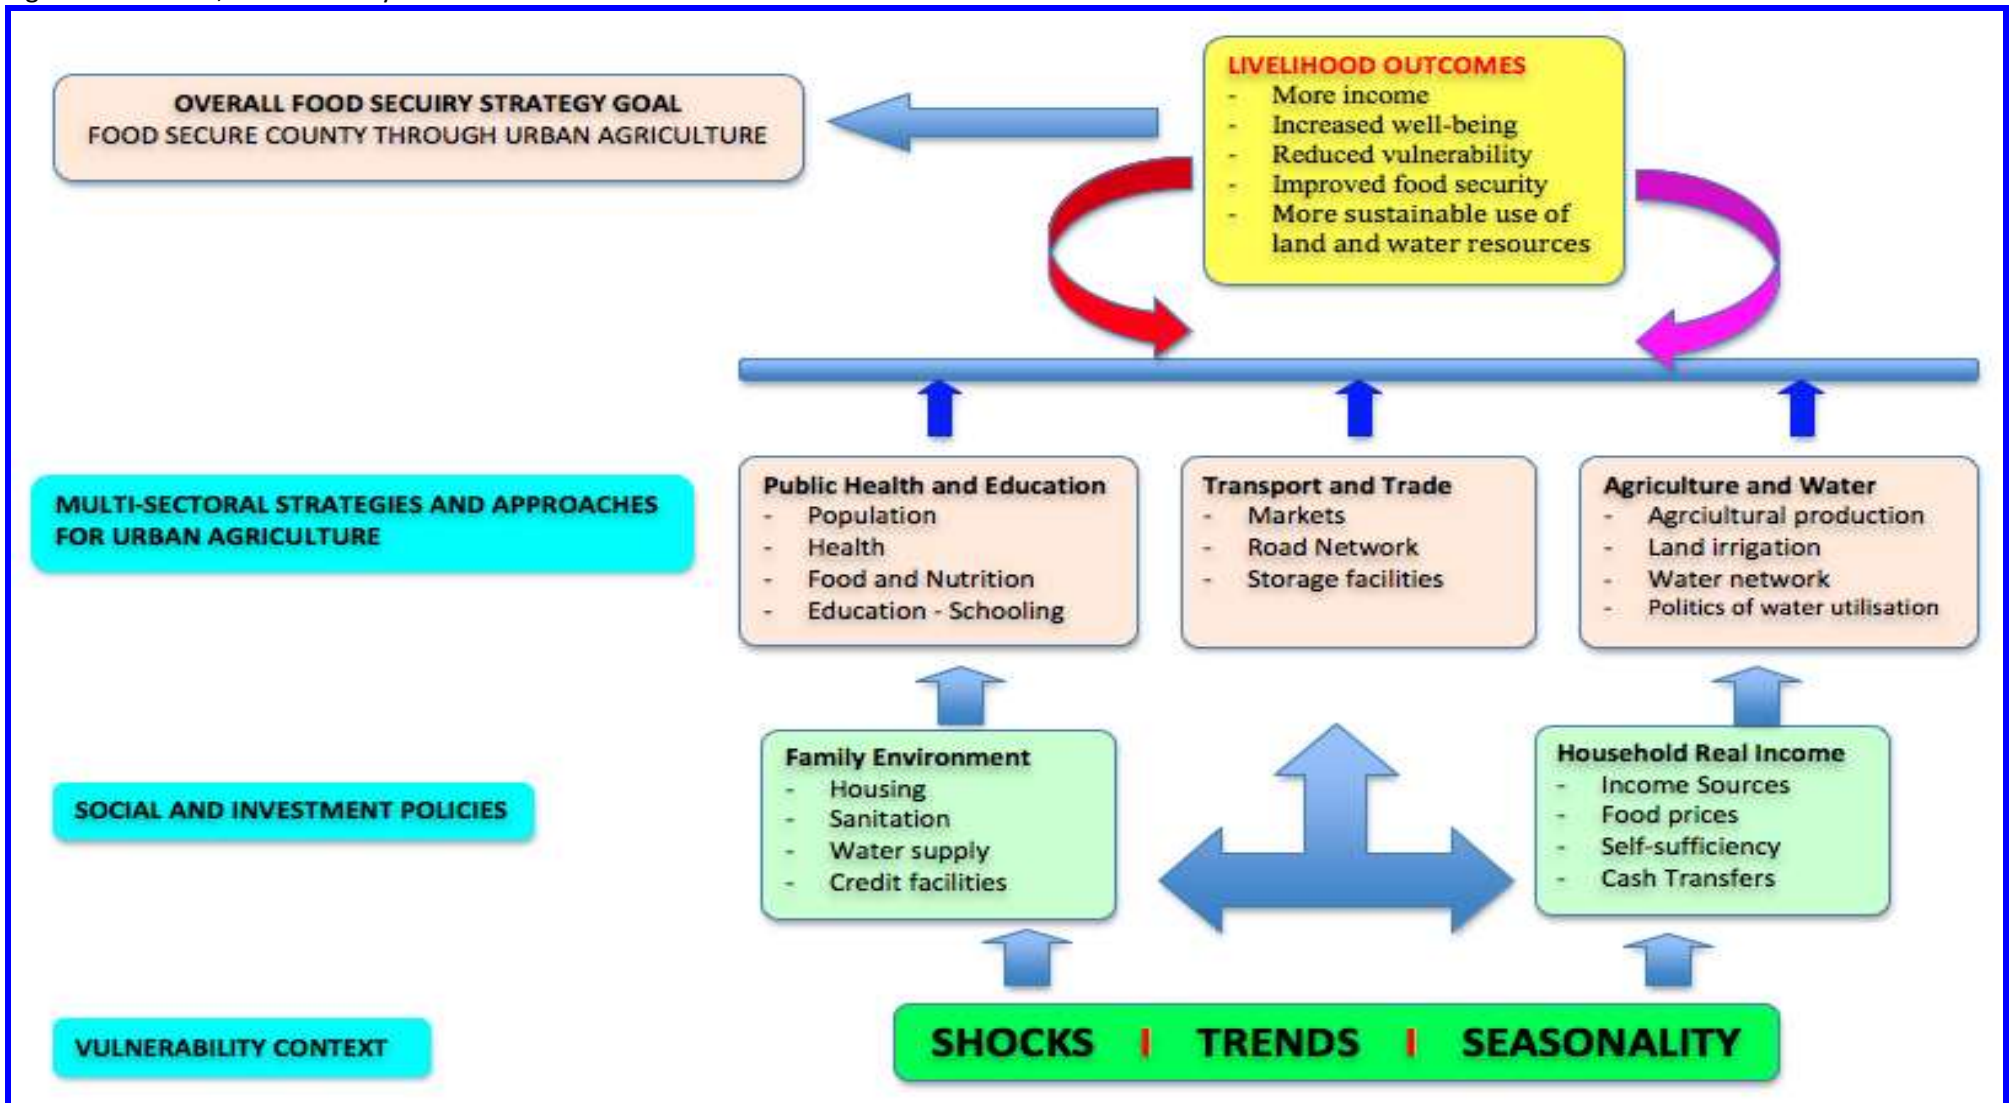 OVERALL FOOD SECUIRY STRATEGY GOAL
FOOD SECURE COUNTY THROUGH URBAN AGRICULTURE
LIVELIHOOD OUTCOMES
- More income
- Increased well-being
- Reduced vulnerability
- Improved food security
- More sustainable use of
land and water resources
MULTI-SECTORAL STRATEGIES AND APPROACHES
FOR URBAN AGRICULTURE
Public Health and Education
- Population
- Health
- Food and Nutrition
- Education - Schooling
Transport and Trade
- Markets
- Road Network
- Storage facilities
Agriculture and Water
- Agrciultural production
- Land irrigation
- Water network
- Politics of water utilisation
SOCIAL AND INVESTMENT POLICIES
Family Environment
- Housing
- Sanitation
- Water supply
- Credit facilities
Household Real Income
- Income Sources
- Food prices
- Self-sufficiency
- Cash Transfers
VULNERABILITY CONTEXT
SHOCKS I TRENDS I SEASONALITY